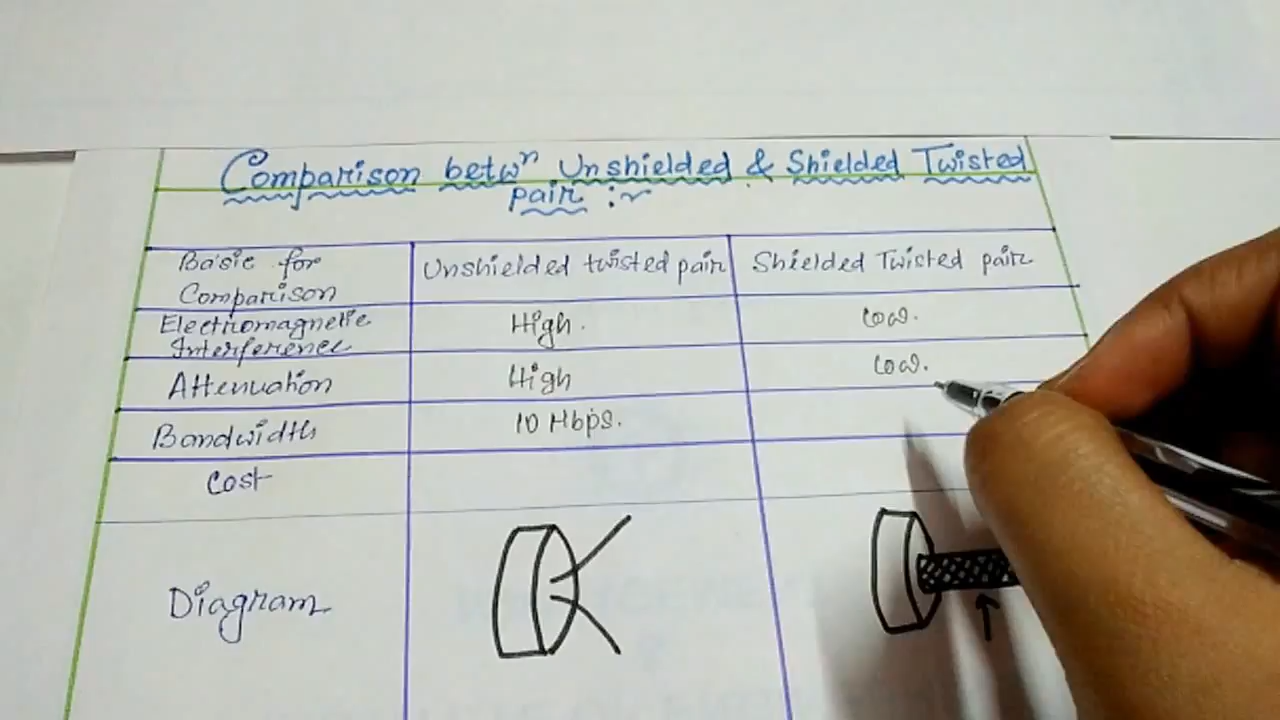 Comparison betwn Unshielded & Shielded Twisted
pair :~
Basic for
Comparison
Unshielded twisted pair
Shielded Twisted pair
Electromagnetic
Interference
High.
Low.
Attenuation
High
Low.
Bandwidth
10 Mbps.
Cost
Diagram